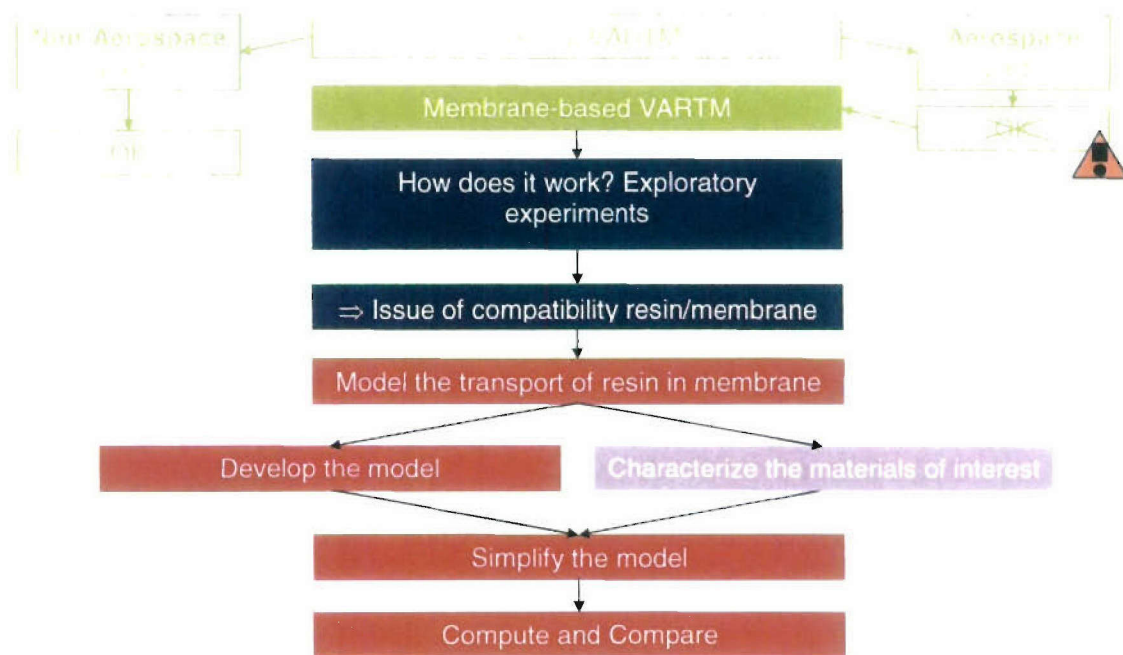 Non Aerospace
VARTM
Aerospace
Membrane-based VARTM
OK
How does it work? Exploratory
experiments
⇒ Issue of compatibility resin/membrane
Model the transport of resin in membrane
Develop the model
Characterize the materials of interest
Simplify the model
Compute and Compare